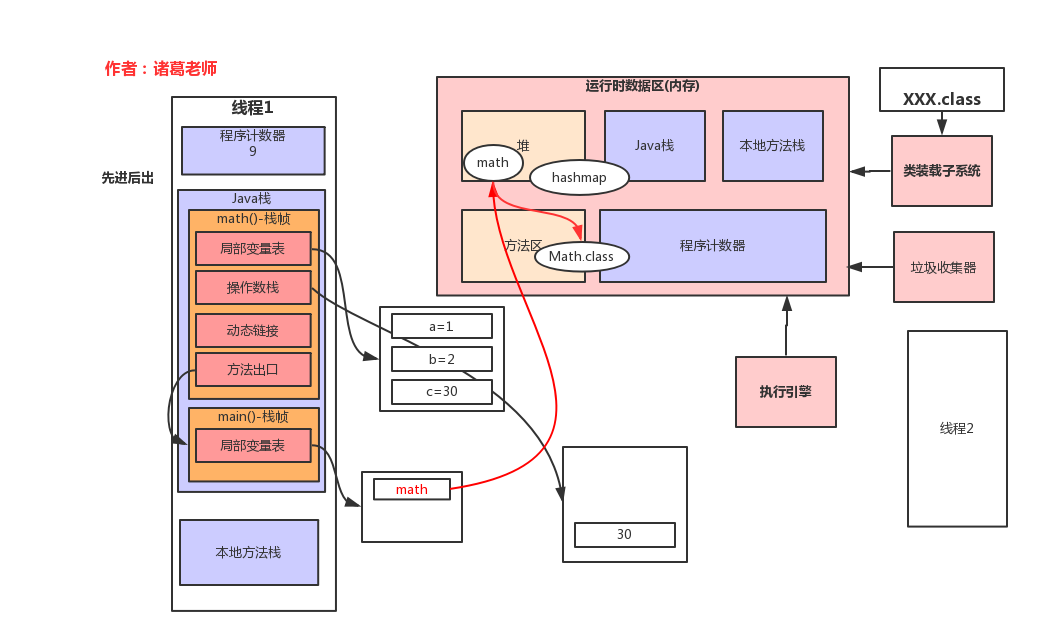 作者：诸葛老师
线程1
程序计数器
9
先进后出
Java栈
math()-栈帧
局部变量表
操作数栈
动态链接
方法出口
main()-栈帧
局部变量表
本地方法栈
a=1
b=2
c=30
math
30
运行时数据区(内存)
堆
math
hashmap
Java栈
本地方法栈
方法区
Math.class
程序计数器
XXX.class
类装载子系统
垃圾收集器
执行引擎
线程2